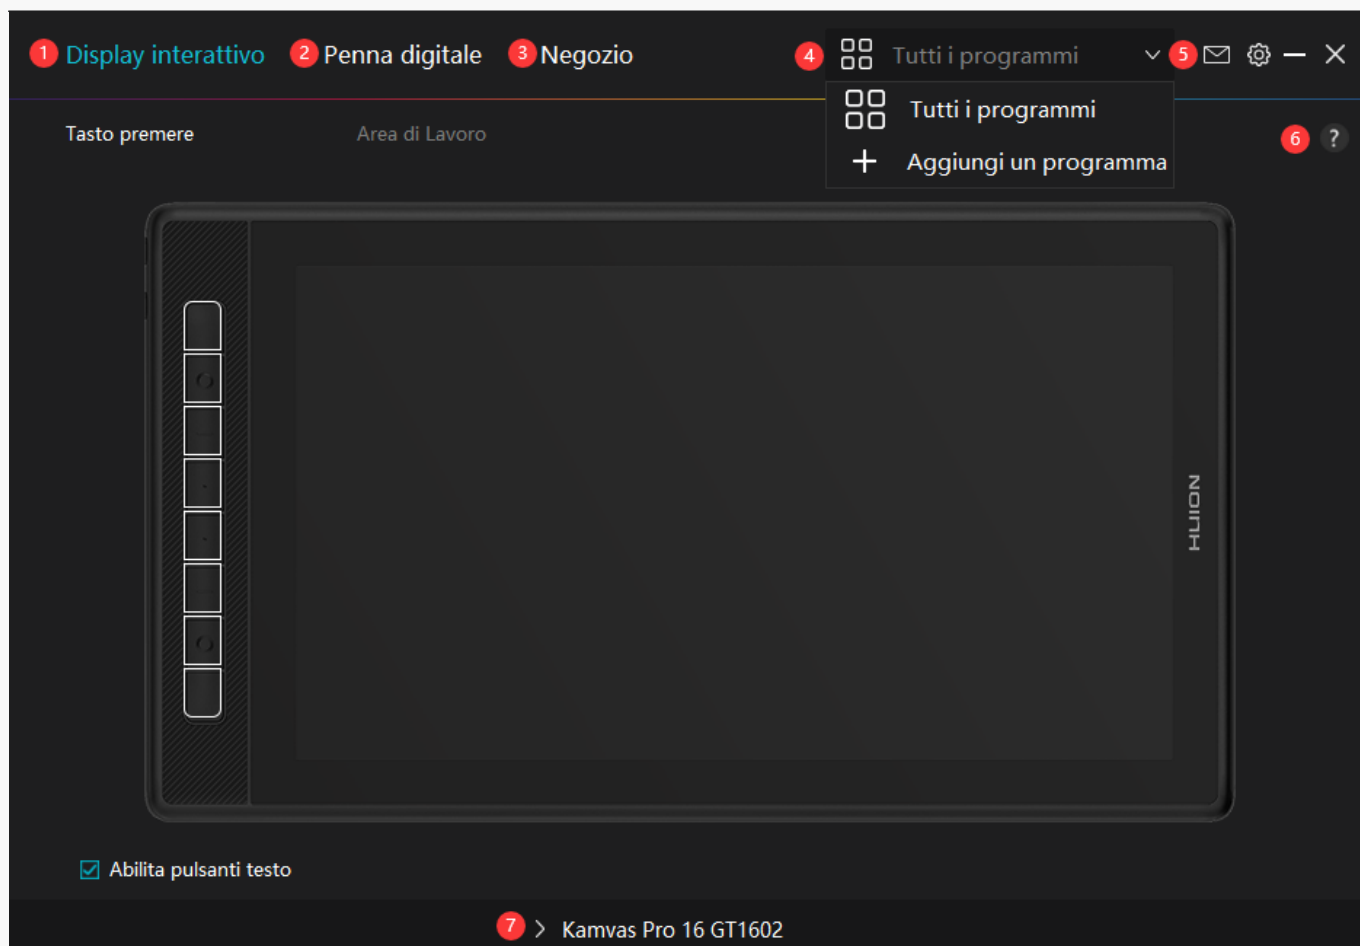 1 Display interattivo 2 Penna digitale 3 Negozio 4 Tutti i programmi 5
Tutti i programmi
Aggiungi un programma
Tasto premere Area di Lavoro 6 ?
HUION
Abilita pulsanti testo
7 > Kamvas Pro 16 GT1602